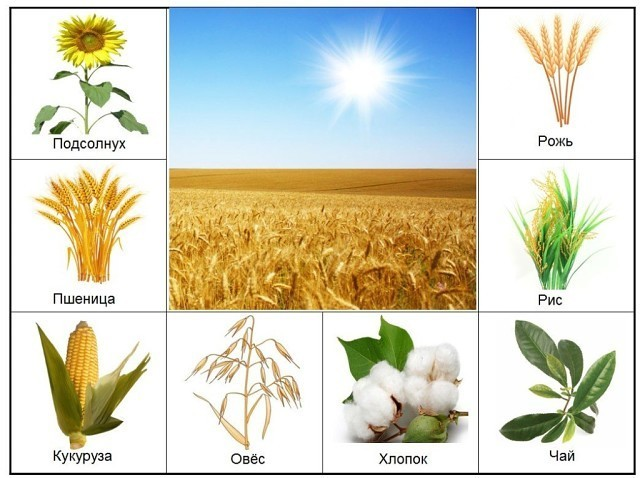 Подсолнух
Рожь
Пшеница
Рис
Кукуруза
Овёс
Хлопок
Чай